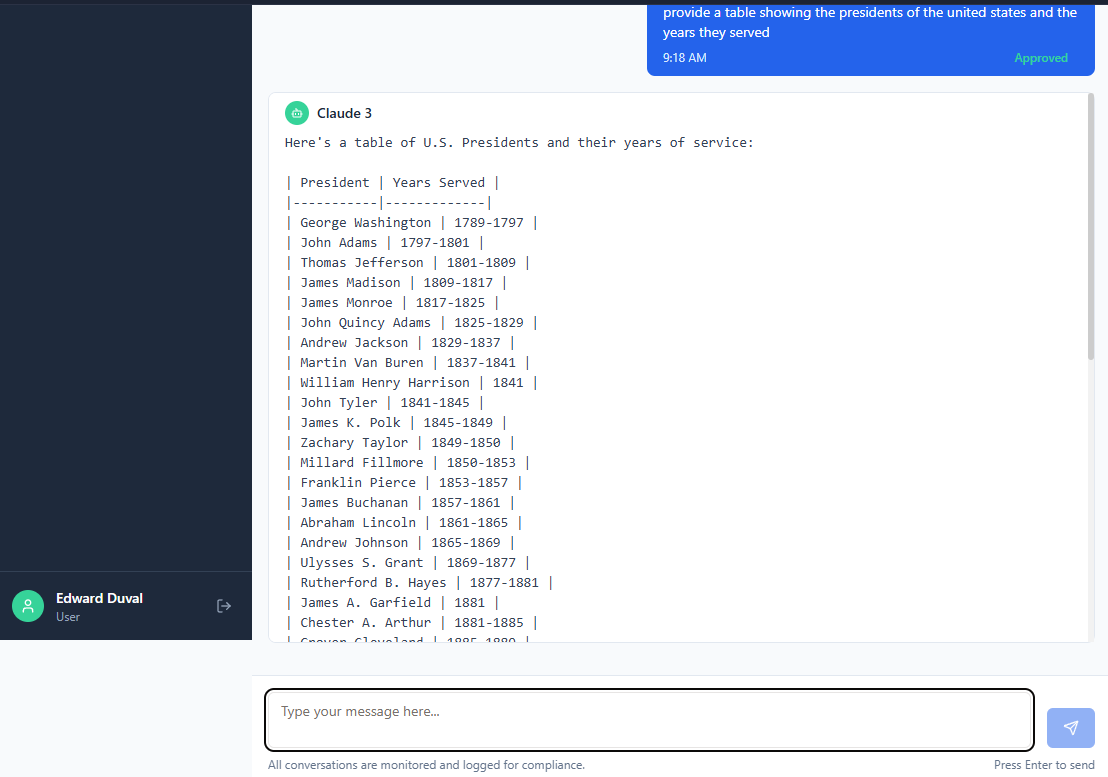 provide a table showing the presidents of the united states and the
years they served
9:18 AM
Approved
Claude 3
Here's a table of U.S. Presidents and their years of service:
| President | Years Served |
|-----------|-------------|
| George Washington | 1789-1797 |
| John Adams | 1797-1801 |
| Thomas Jefferson | 1801-1809 |
| James Madison | 1809-1817 |
| James Monroe | 1817-1825 |
| John Quincy Adams | 1825-1829 |
| Andrew Jackson | 1829-1837 |
| Martin Van Buren | 1837-1841 |
| William Henry Harrison | 1841 |
| John Tyler | 1841-1845 |
| James K. Polk | 1845-1849 |
| Zachary Taylor | 1849-1850 |
| Millard Fillmore | 1850-1853 |
| Franklin Pierce | 1853-1857 |
| James Buchanan | 1857-1861 |
| Abraham Lincoln | 1861-1865 |
| Andrew Johnson | 1865-1869 |
| Ulysses S. Grant | 1869-1877 |
| Rutherford B. Hayes | 1877-1881 |
| James A. Garfield | 1881 |
| Chester A. Arthur | 1881-1885 |
| Grover Cleveland | 1885-1889 |
Edward Duval
User
Type your message here...
All conversations are monitored and logged for compliance.
Press Enter to send